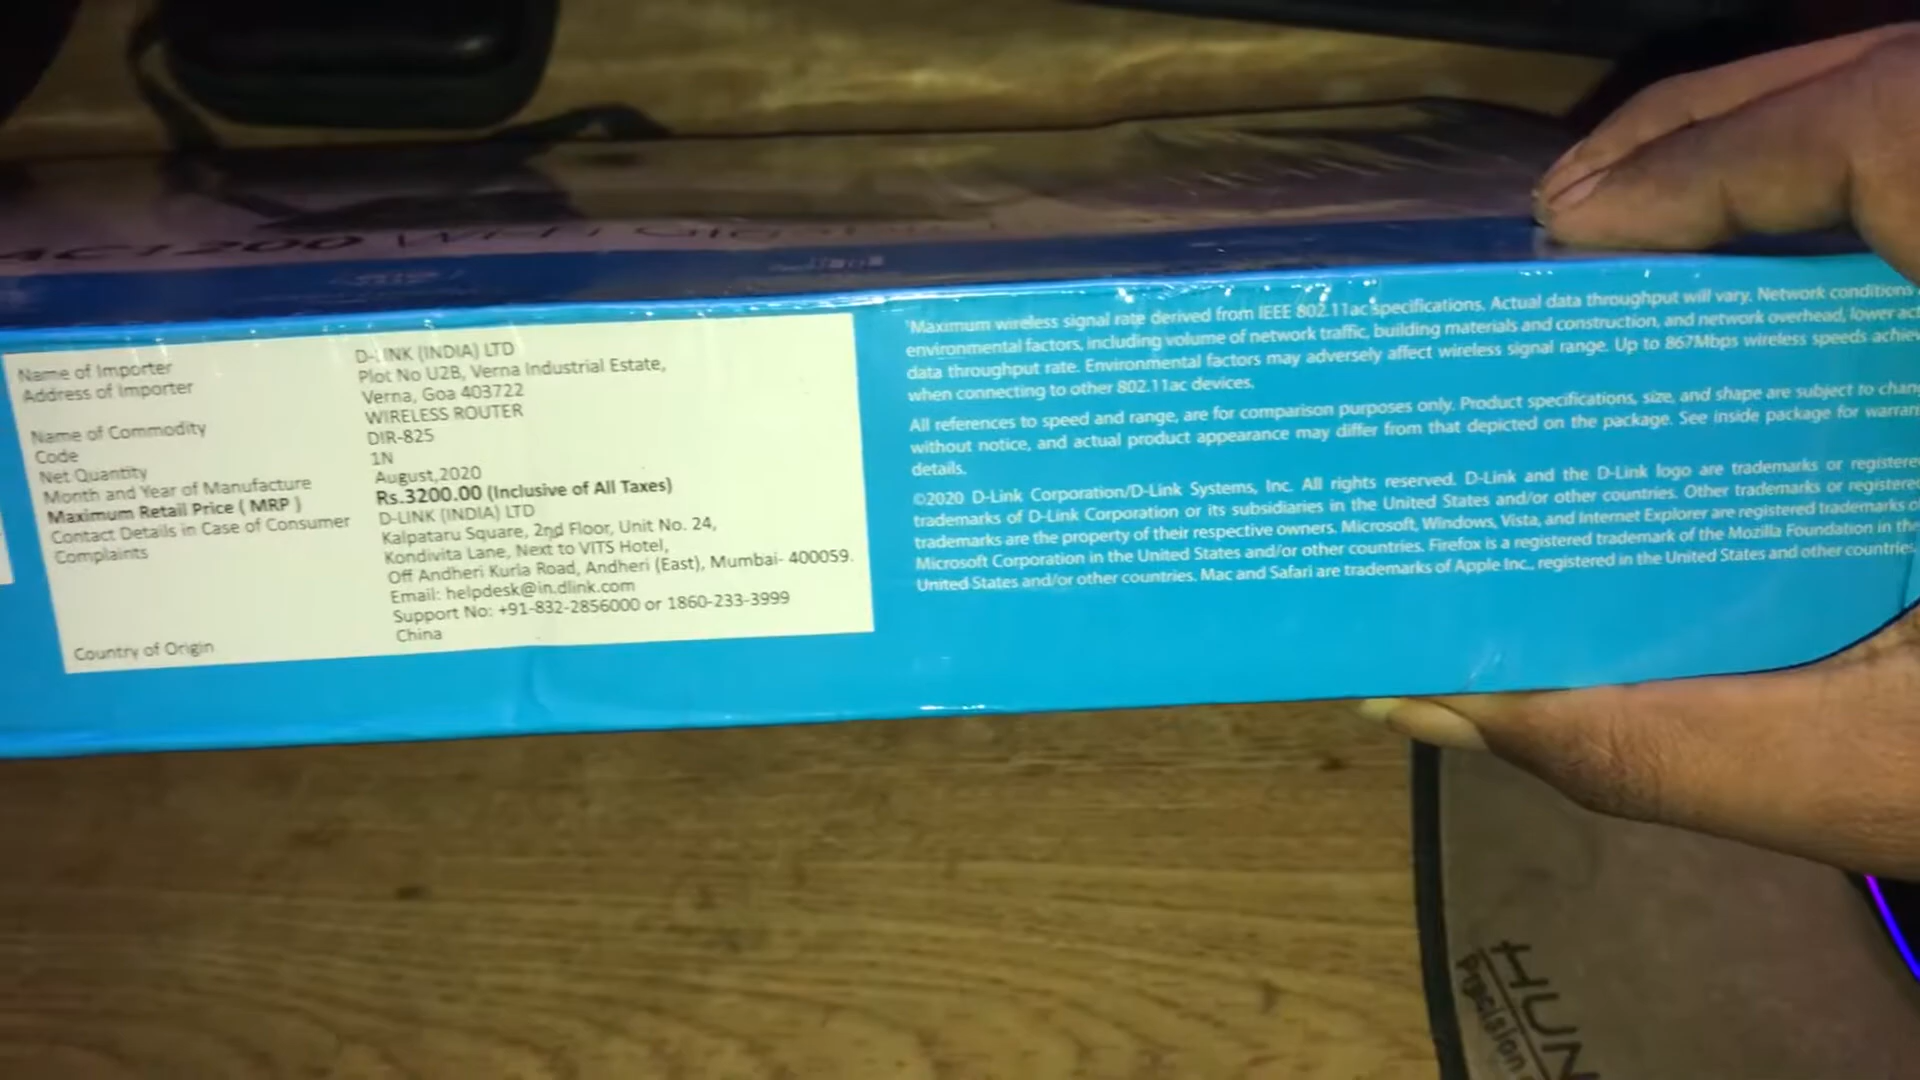 AC1200 Wi-Fi
Name of Importer D-LINK (INDIA) LTD
Address of Importer Plot No U2B, Verna Industrial Estate,
Verna, Goa 403722
Name of Commodity WIRELESS ROUTER
Code DIR-825
Net Quantity 1N
Month and Year of Manufacture August,2020
Maximum Retail Price ( MRP ) Rs.3200.00 (Inclusive of All Taxes)
Contact Details in Case of Consumer D-LINK (INDIA) LTD
Complaints Kalpataru Square, 2nd Floor, Unit No. 24,
Kondivita Lane, Next to VITS Hotel,
Off Andheri Kurla Road, Andheri (East), Mumbai- 400059.
Email: helpdesk@in.dlink.com
Support No: +91-832-2856000 or 1860-233-3999
Country of Origin China
¹Maximum wireless signal rate derived from IEEE 802.11ac specifications. Actual data throughput will vary. Network conditions
environmental factors, including volume of network traffic, building materials and construction, and network overhead, lower
data throughput rate. Environmental factors may adversely affect wireless signal range. Up to 867Mbps wireless speeds
when connecting to other 802.11ac devices.
All references to speed and range, are for comparison purposes only. Product specifications, size, and shape are subject to
without notice, and actual product appearance may differ from that depicted on the package. See inside package for
details.
©2020 D-Link Corporation/D-Link Systems, Inc. All rights reserved. D-Link and the D-Link logo are trademarks or
trademarks of D-Link Corporation or its subsidiaries in the United States and/or other countries. Other trademarks or registered
trademarks are the property of their respective owners. Microsoft, Windows, Vista, and Internet Explorer are registered trademarks
Microsoft Corporation in the United States and/or other countries. Firefox is a registered trademark of the Mozilla Foundation in the
United States and/or other countries. Mac and Safari are trademarks of Apple Inc., registered in the United States and other countries.
HUN
Precision